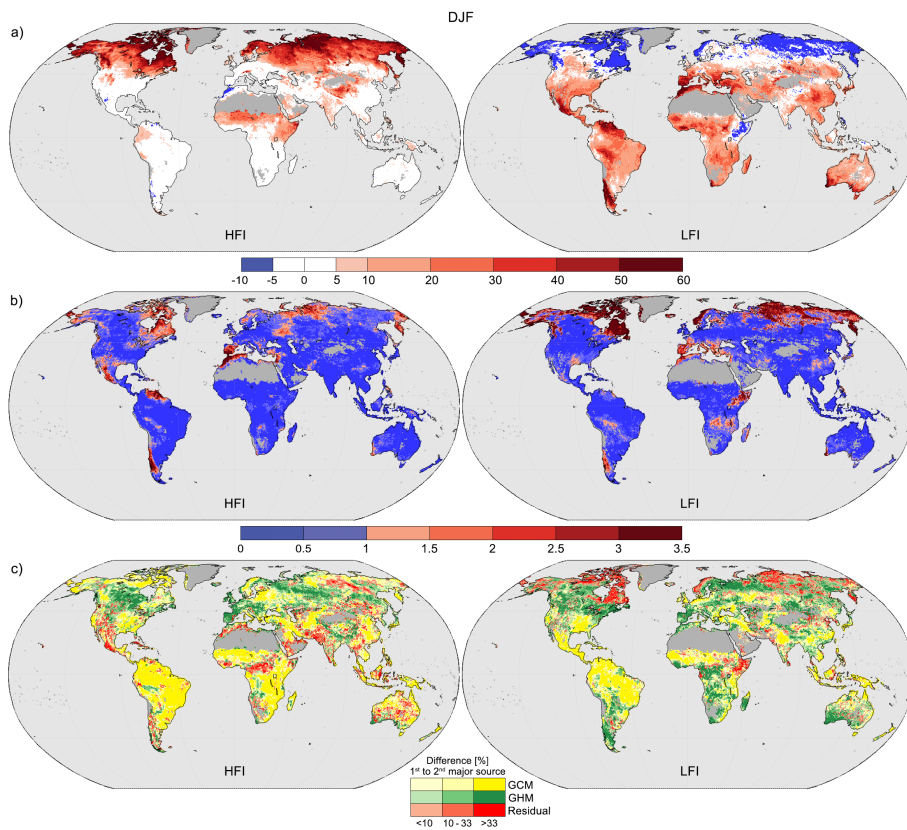 DJF
a)
HFI
LFI
-10 -5 0 5 10 20 30 40 50 60
b)
HFI
LFI
0 0.5 1 1.5 2 2.5 3 3.5
c)
HFI
LFI
Difference [%]
1st to 2nd major source
GCM
GHM
Residual
<10 10 - 33 >33